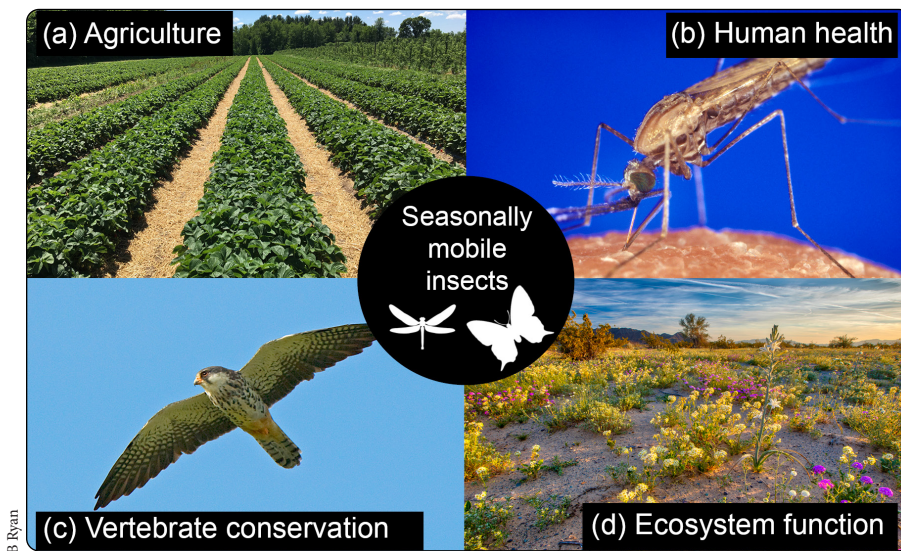 (a) Agriculture
(b) Human health
Seasonally
mobile
insects
(c) Vertebrate conservation
(d) Ecosystem function
B Ryan